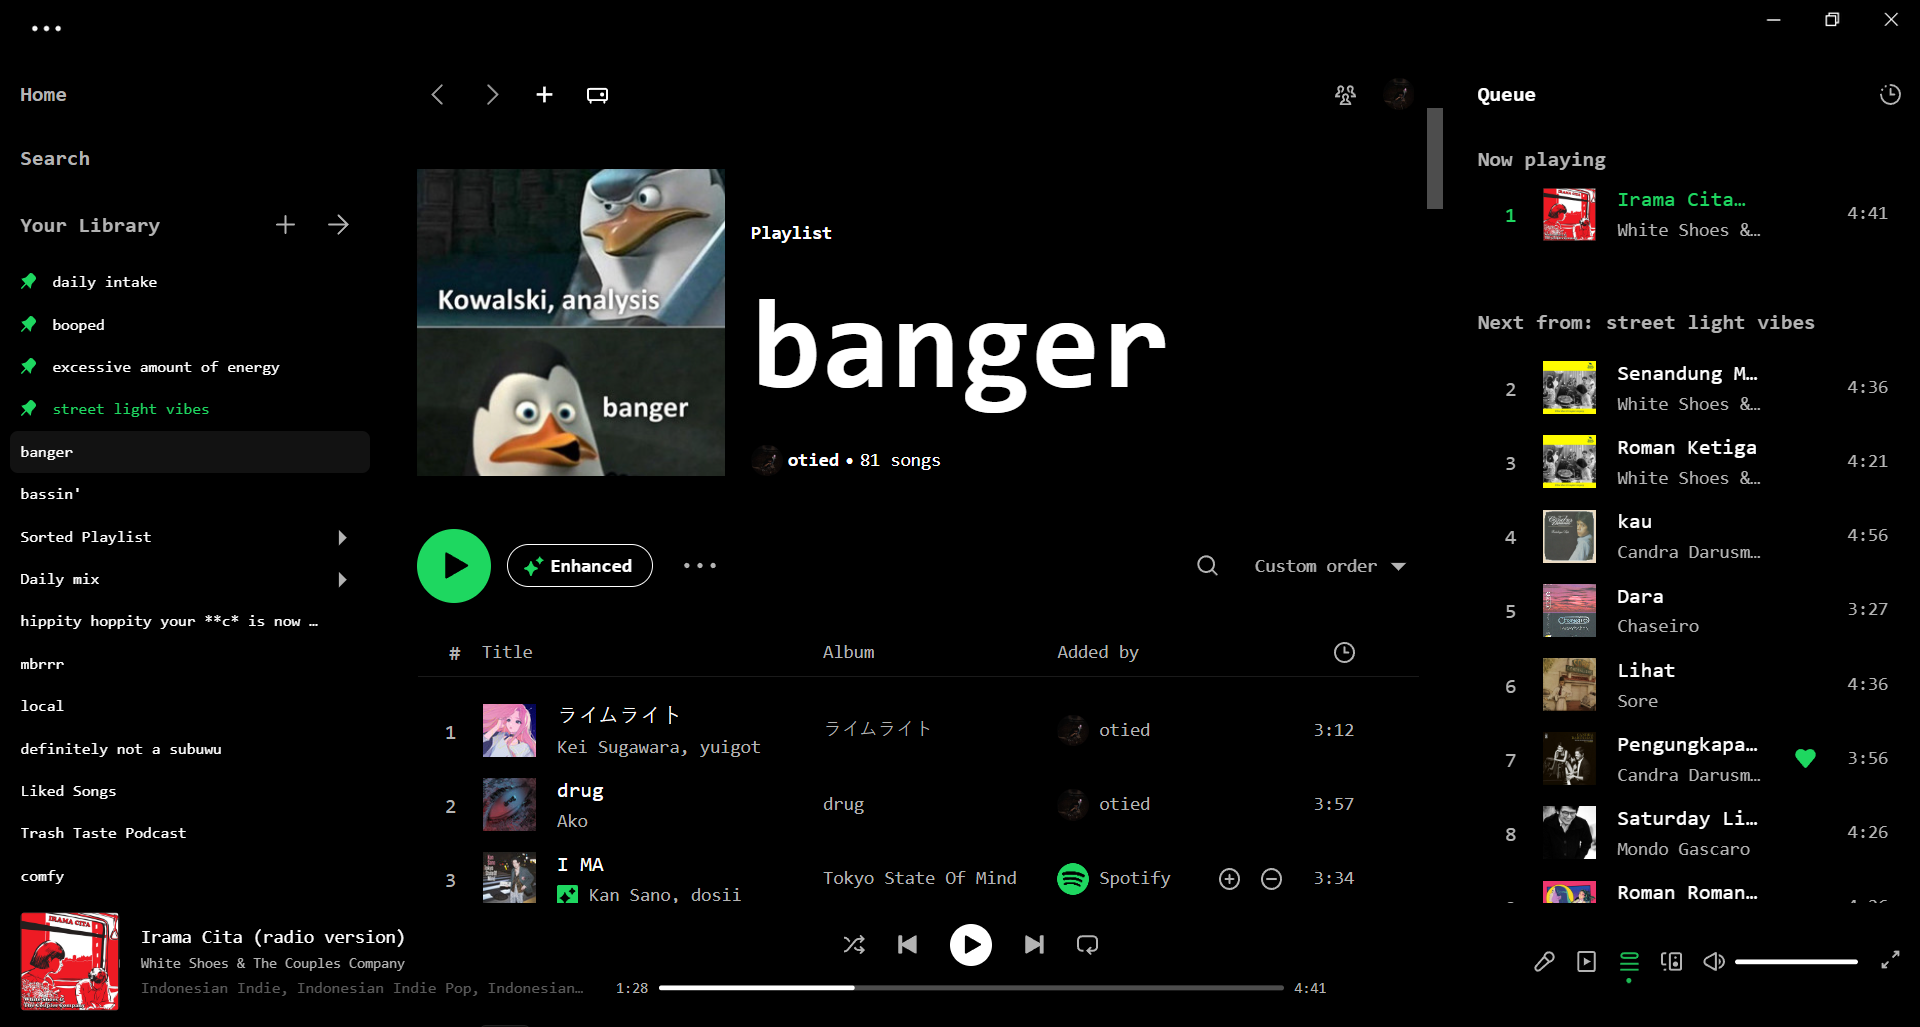 Home
Search
Your Library
daily intake
booped
excessive amount of energy
street light vibes
banger
bassin'
Sorted Playlist
Daily mix
hippity hoppity your **c* is now …
mbrrr
local
definitely not a subuwu
Liked Songs
Trash Taste Podcast
comfy
Kowalski, analysis
banger
Playlist
banger
otied • 81 songs
Enhanced
Custom order
# Title Album Added by
1 ライムライト ライムライト otied 3:12
Kei Sugawara, yuigot
2 drug drug otied 3:57
Ako
3 I MA Tokyo State Of Mind Spotify 3:34
Kan Sano, dosii
Queue
Now playing
1 Irama Cita… 4:41
White Shoes &…
Next from: street light vibes
2 Senandung M… 4:36
White Shoes &…
3 Roman Ketiga 4:21
White Shoes &…
4 kau 4:56
Candra Darusm…
5 Dara 3:27
Chaseiro
6 Lihat 4:36
Sore
7 Pengungkapa… 3:56
Candra Darusm…
8 Saturday Li… 4:26
Mondo Gascaro
Roman Roman…
IRAMA CITA
Irama Cita (radio version)
White Shoes & The Couples Company
Indonesian Indie, Indonesian Indie Pop, Indonesian…
1:28 4:41